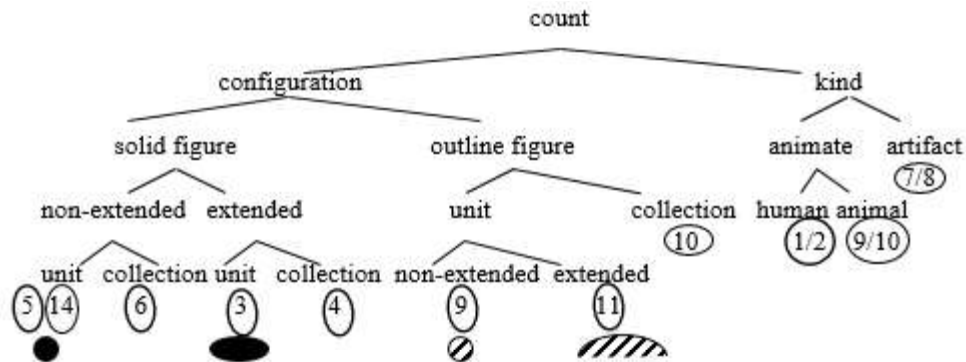 count
configuration kind
solid figure outline figure animate artifact
7/8
non-extended extended unit collection human animal
10 1/2 9/10
unit collection unit collection non-extended extended
5 14 6 3 4 9 11